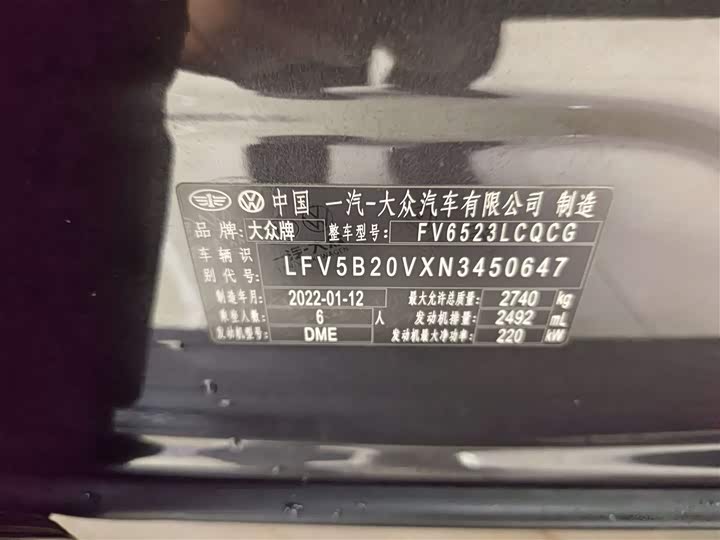 中国 一汽-大众汽车有限公司 制造
品牌: 大众牌 整车型号: FV6523LCQCG
车辆识别代号: LFV5B20VXN3450647
制造年月: 2022-01-12 最大允许总质量: 2740 kg
乘坐人数: 6 人 发动机排量: 2492 mL
发动机型号: DME 发动机最大净功率: 220 kW